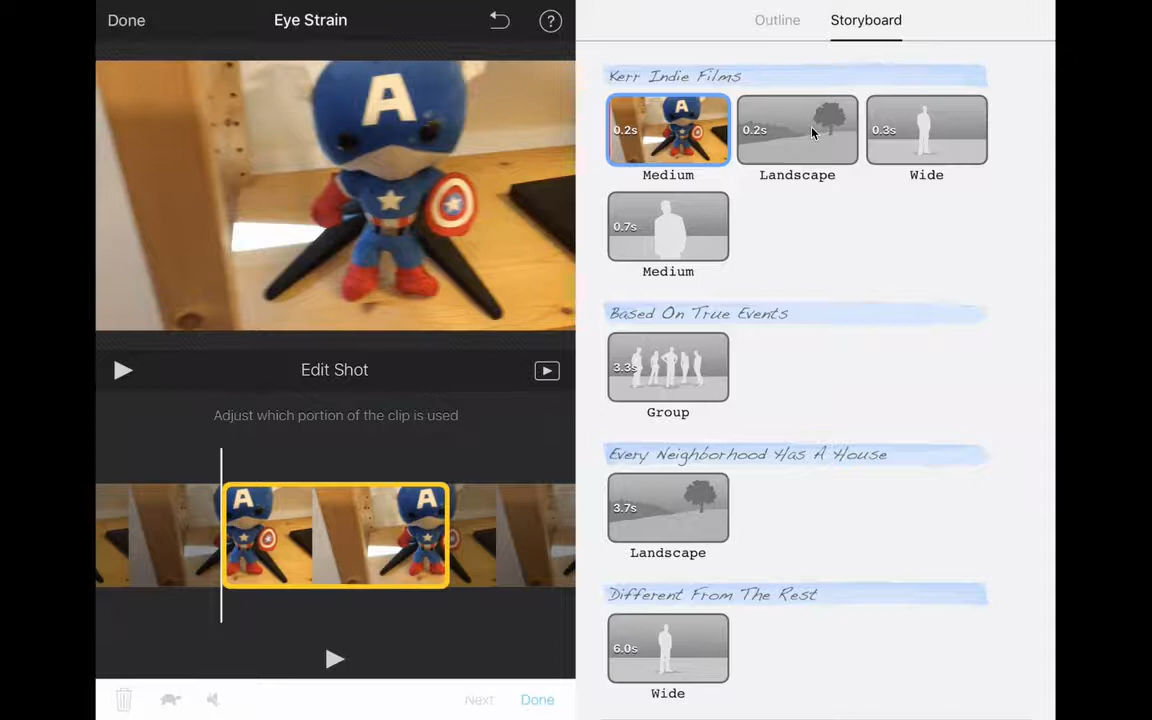 Done
Eye Strain
?
Outline
Storyboard
Kerr Indie Films
A
0.2s
0.2s
0.3s
Medium
Landscape
Wide
0.7s
Medium
Based On True Events
3.3s
Group
Edit Shot
Adjust which portion of the clip is used
Every Neighborhood Has A House
3.7s
Landscape
A
A
Different From The Rest
6.0s
Wide
Next
Done